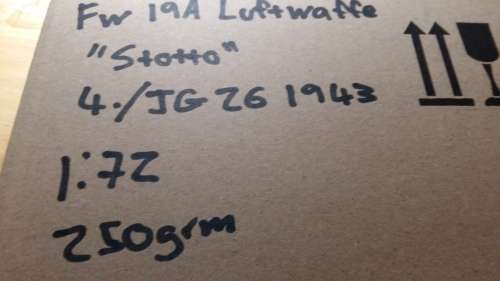 Fw 19A Luftwaffe
"Stotto"
4./JG 26 1943
1:72
250grm